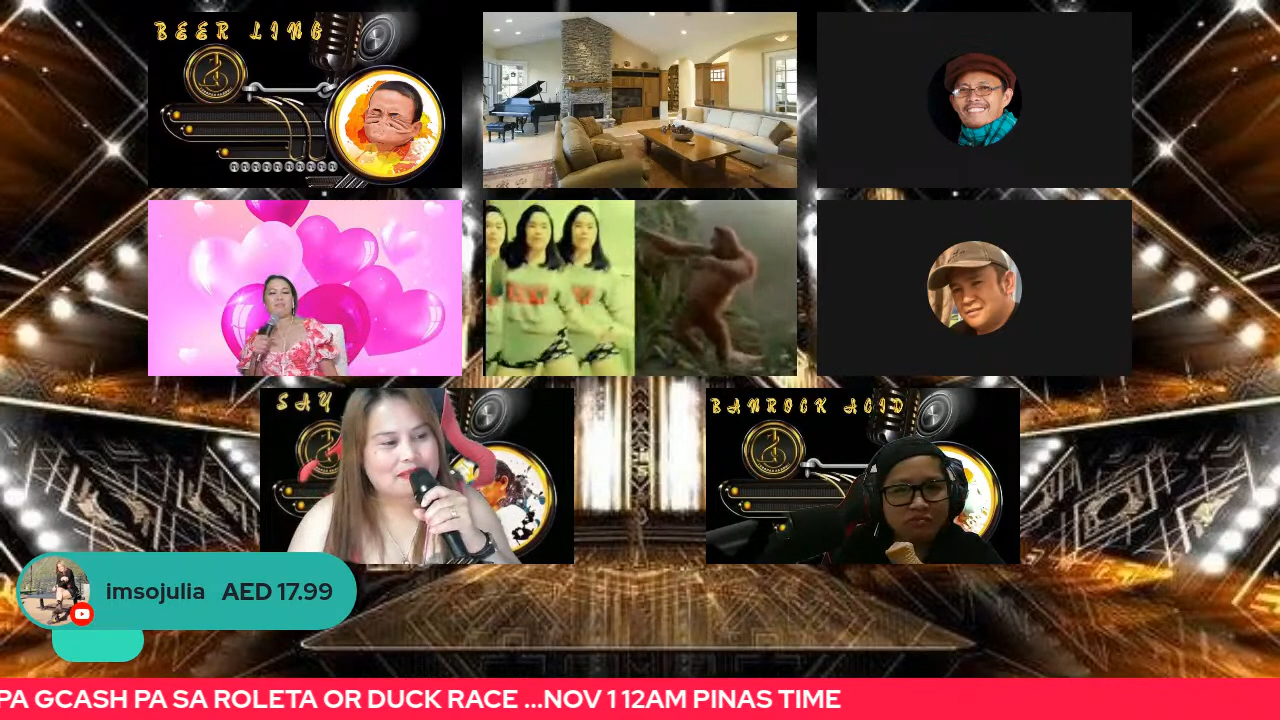 BEER LING
SAY
BANROCK ACID
imsojulia AED 17.99
PA GCASH PA SA ROLETA OR DUCK RACE ...NOV 1 12AM PINAS TIME